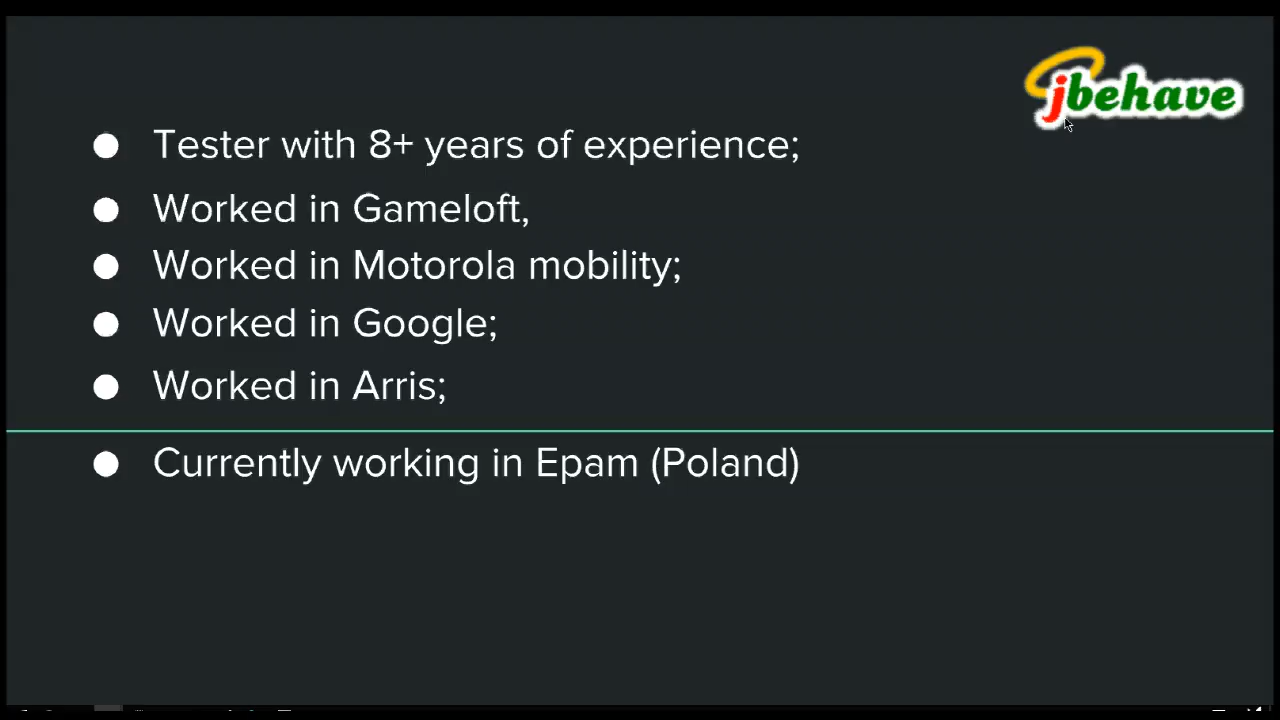 jbehave
● Tester with 8+ years of experience;
● Worked in Gameloft,
● Worked in Motorola mobility;
● Worked in Google;
● Worked in Arris;
● Currently working in Epam (Poland)